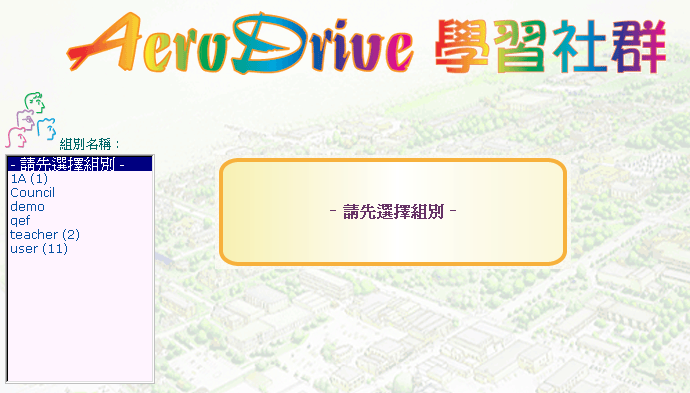 AeroDrive 學習社群
組別名稱：
- 請先選擇組別 -
1A (1)
Council
demo
qef
teacher (2)
user (11)
- 請先選擇組別 -